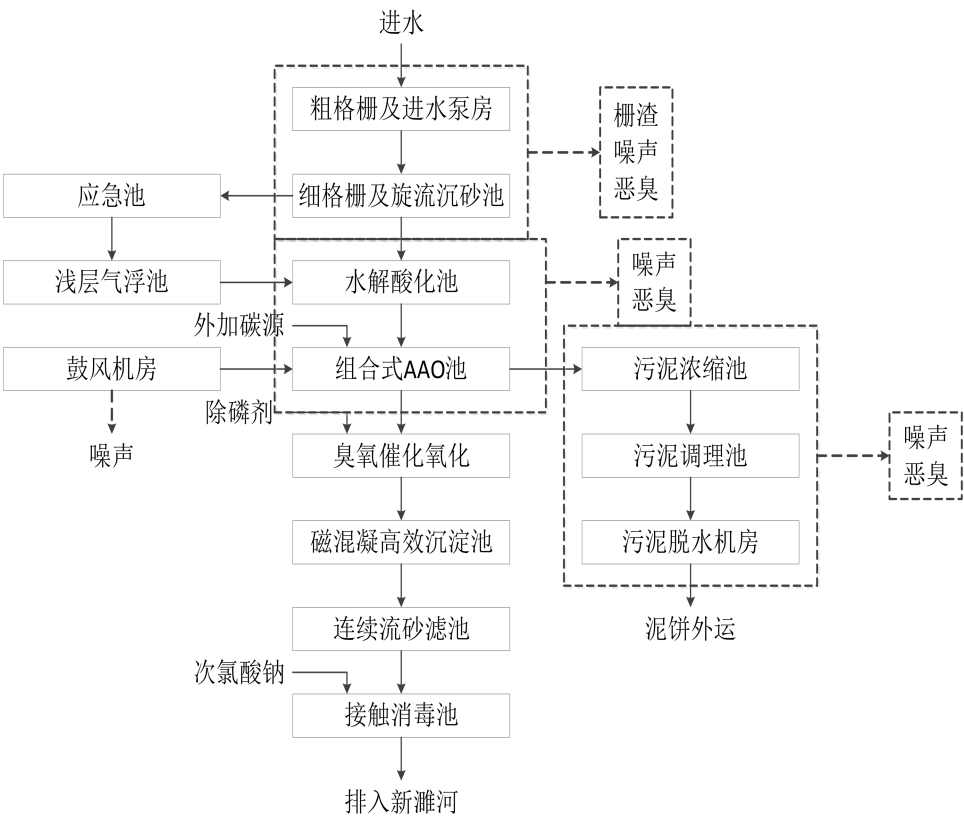 进水
粗格栅及进水泵房
栅渣
噪声
恶臭
应急池
细格栅及旋流沉砂池
浅层气浮池
水解酸化池
噪声
恶臭
外加碳源
鼓风机房
组合式AAO池
污泥浓缩池
除磷剂
噪声
臭氧催化氧化
污泥调理池
噪声
恶臭
磁混凝高效沉淀池
污泥脱水机房
连续流砂滤池
泥饼外运
次氯酸钠
接触消毒池
排入新濉河